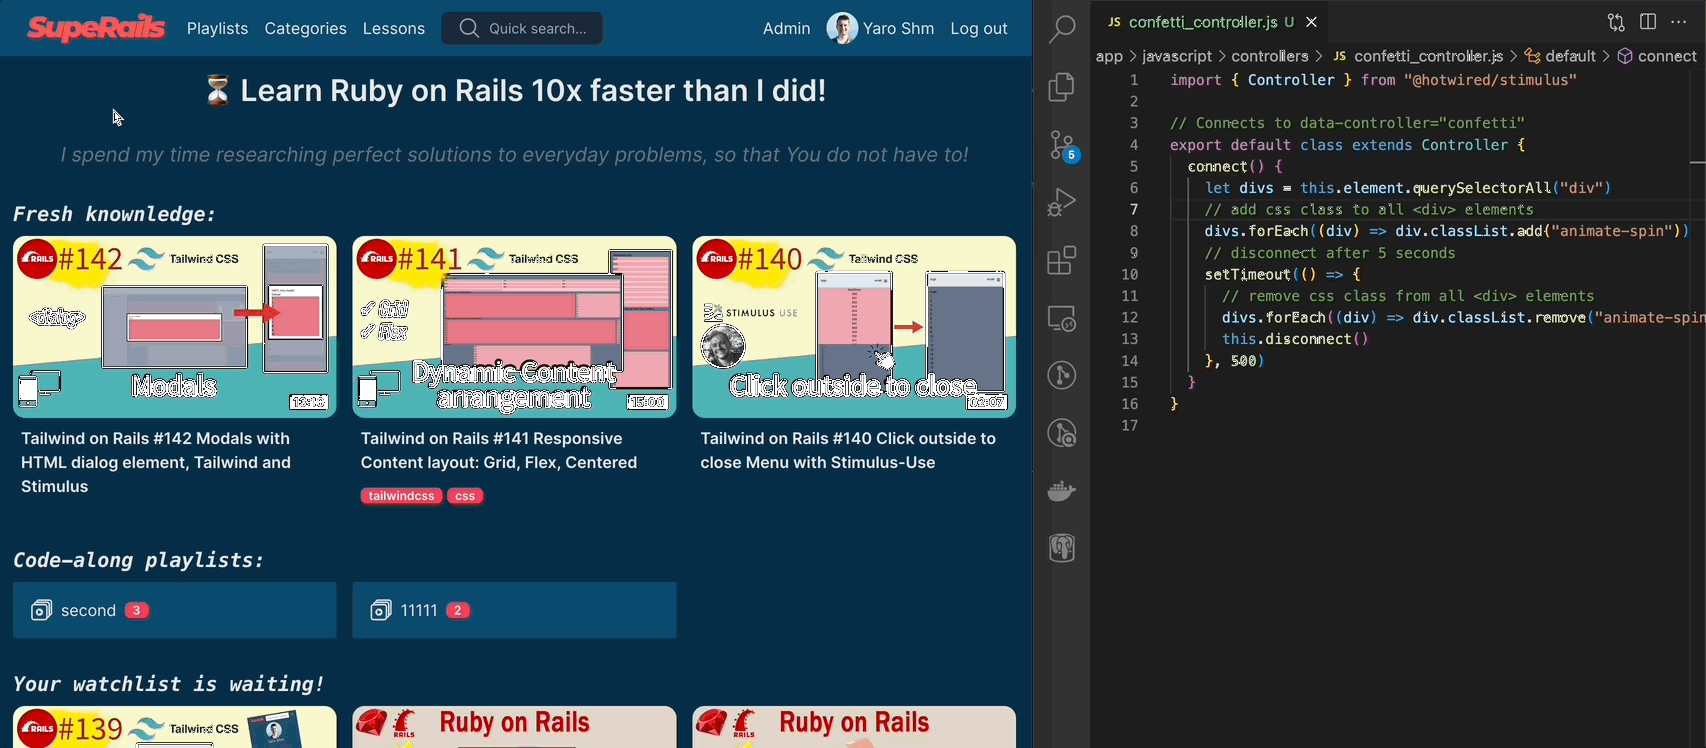 SupeRails
Playlists
Categories
Lessons
Quick search...
Admin
Yaro Shm
Log out
⏳ Learn Ruby on Rails 10x faster than I did!
I spend my time researching perfect solutions to everyday problems, so that You do not have to!
Fresh knownledge:
RAILS
#142
Tailwind CSS
<dialog>
Modals
RAILS
#141
Tailwind CSS
✓ Grid
✓ Flex
Dynamic Content
arrangement
15:00
RAILS
#140
Tailwind CSS
STIMULUS USE
Click outside to close
02:07
Tailwind on Rails #142 Modals with
HTML dialog element, Tailwind and
Stimulus
Tailwind on Rails #141 Responsive
Content layout: Grid, Flex, Centered
tailwindcss
css
Tailwind on Rails #140 Click outside to
close Menu with Stimulus-Use
Code-along playlists:
second 3
11111 2
Your watchlist is waiting!
RAILS
#139
Tailwind CSS
RAILS
Ruby on Rails
RAILS
Ruby on Rails
5
JS confetti_controller.js U
app > javascript > controllers > JS confetti_controller.js > default > connect
1 import { Controller } from "@hotwired/stimulus"
2
3 // Connects to data-controller="confetti"
4 export default class extends Controller {
5 connect() {
6 let divs = this.element.querySelectorAll("div")
7 // add css class to all <div> elements
8 divs.forEach((div) => div.classList.add("animate-spin"))
9 // disconnect after 5 seconds
10 setTimeout(() => {
11 // remove css class from all <div> elements
12 divs.forEach((div) => div.classList.remove("animate-spin
13 this.disconnect()
14 }, 500)
15 }
16 }
17